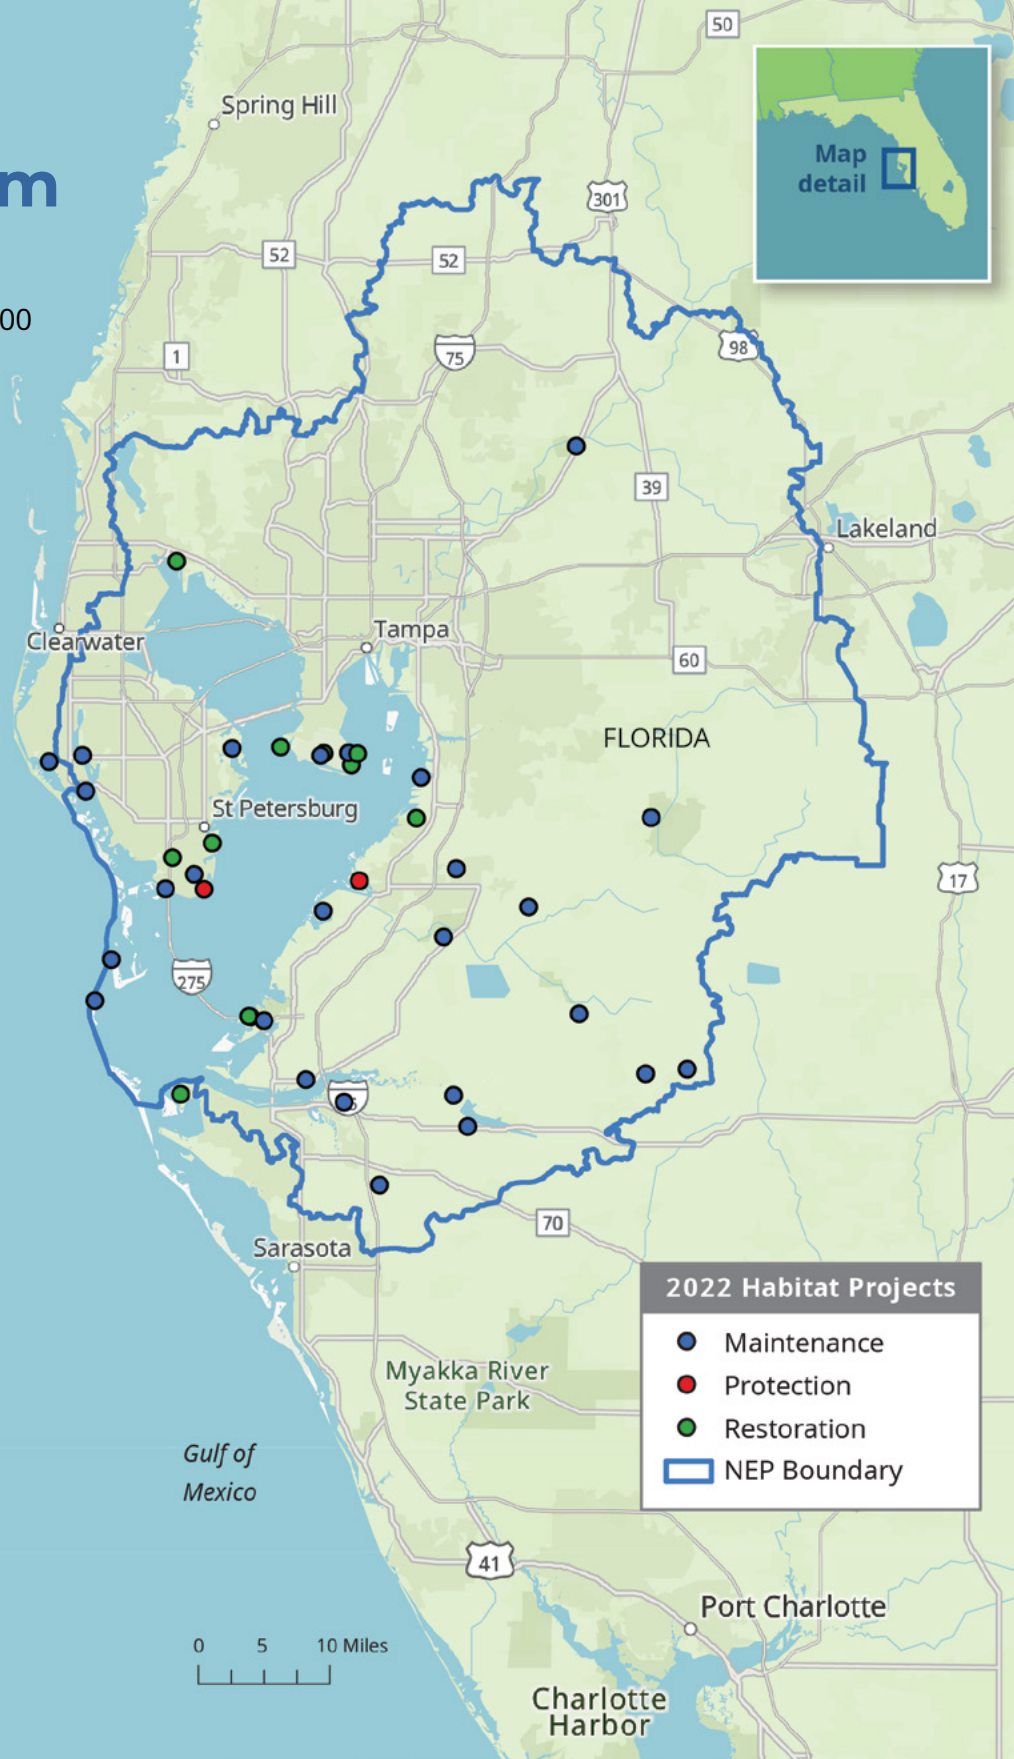 50
Spring Hill
Map
detail
m
301
52
52
00
1
75
98
39
Lakeland
Clearwater
Tampa
60
FLORIDA
St Petersburg
17
275
70
Sarasota
2022 Habitat Projects
Maintenance
Protection
Restoration
NEP Boundary
Myakka River
State Park
Gulf of
Mexico
41
Port Charlotte
0 5 10 Miles
Charlotte
Harbor